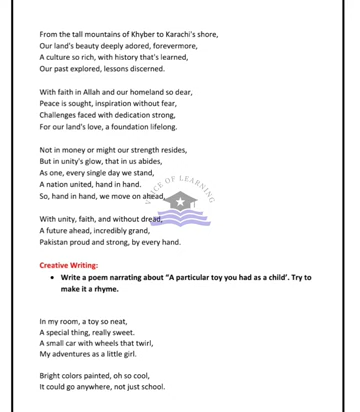 From the tall mountains of Khyber to Karachi's shore,
Our land's beauty deeply adored, forevermore,
A culture so rich, with history that's learned,
Our past explored, lessons discerned.
With faith in Allah and our homeland so dear,
Peace is sought, inspiration without fear,
Challenges faced with dedication strong,
For our land's love, a foundation lifelong.
Not in money or might our strength resides,
But in unity's glow, that in us abides,
As one, every single day we stand,
A nation united, hand in hand.
So, hand in hand, we move on ahead,
VOICE OF LEARNING
With unity, faith, and without dread,
A future ahead, incredibly grand,
Pakistan proud and strong, by every hand.
Creative Writing:
• Write a poem narrating about “A particular toy you had as a child’. Try to
make it a rhyme.
In my room, a toy so neat,
A special thing, really sweet.
A small car with wheels that twirl,
My adventures as a little girl.
Bright colors painted, oh so cool,
It could go anywhere, not just school.